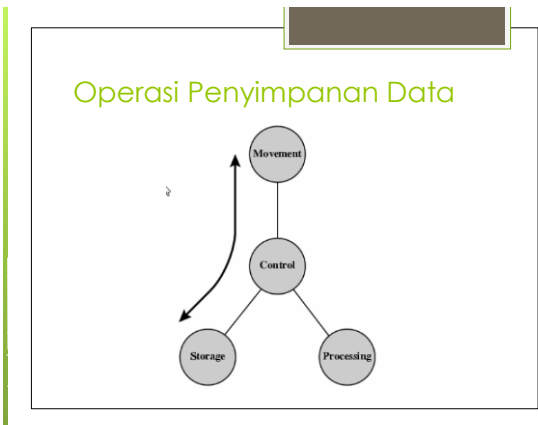 Operasi Penyimpanan Data
Movement
Control
Storage
Processing